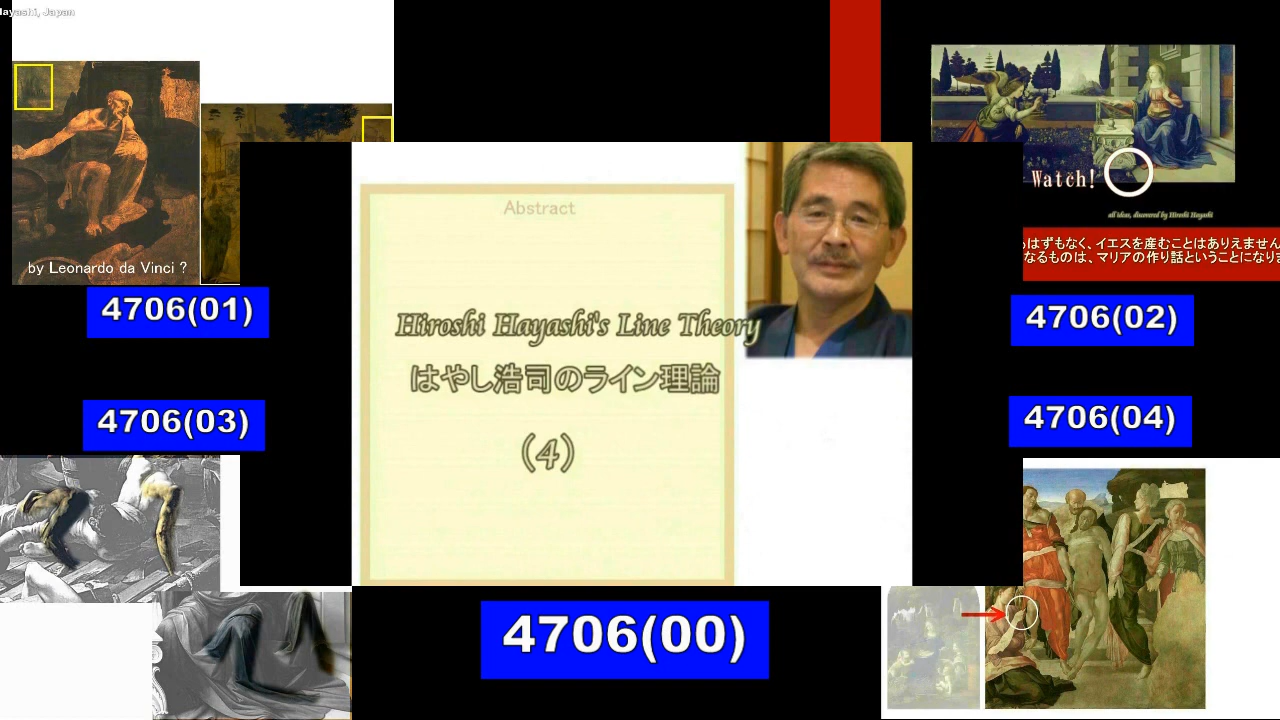 Hayashi, Japan
by Leonardo da Vinci ?
4706(01)
Watch!
all ideas, discovered by Hiroshi Hayashi
はずもなく、イエスを産むことはありえません
なるものは、マリアの作り話ということになりま
4706(02)
Abstract
Hiroshi Hayashi's Line Theory
はやし浩司のライン理論
(4)
4706(03)
4706(04)
4706(00)